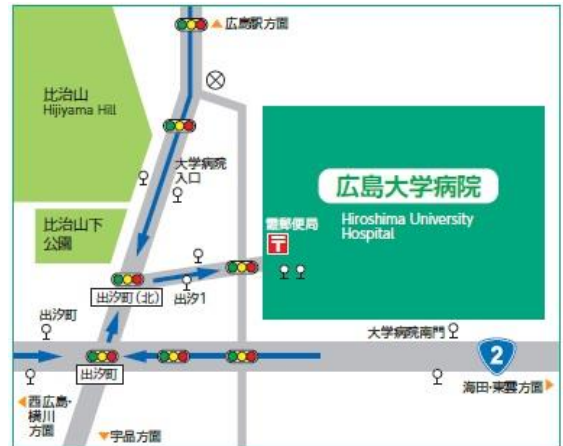 広島駅方面
比治山
Hijiyama Hill
大学病院
入口
広島大学病院
Hiroshima University
Hospital
郵便局
比治山下
公園
出汐町(北)
出汐1
出汐町
大学病院南門
2
出汐町
海田・東雲方面
西広島・
横川
方面
宇品方面